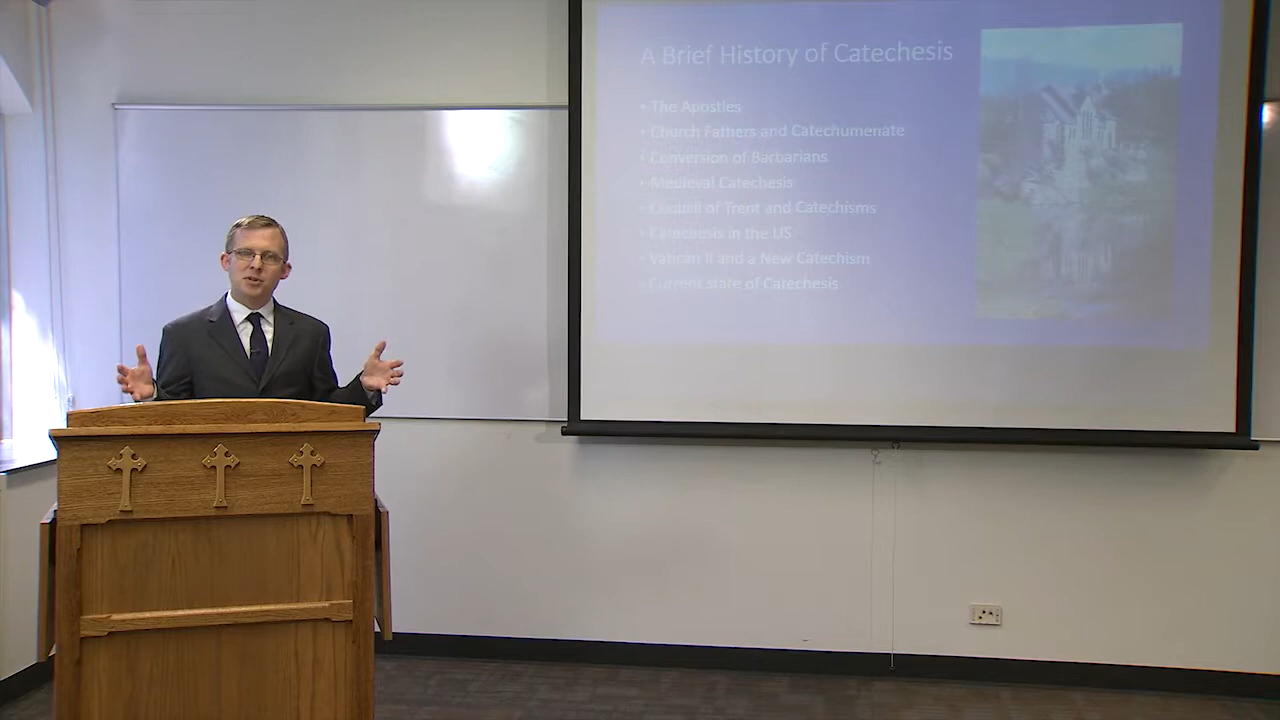 A Brief History of Catechesis
• The Apostles
• Church Fathers and Catechumenate
• Conversion of Barbarians
• Medieval Catechesis
• Council of Trent and Catechisms
• Catechesis in the US
• Vatican II and a New Catechism
• Current state of Catechesis